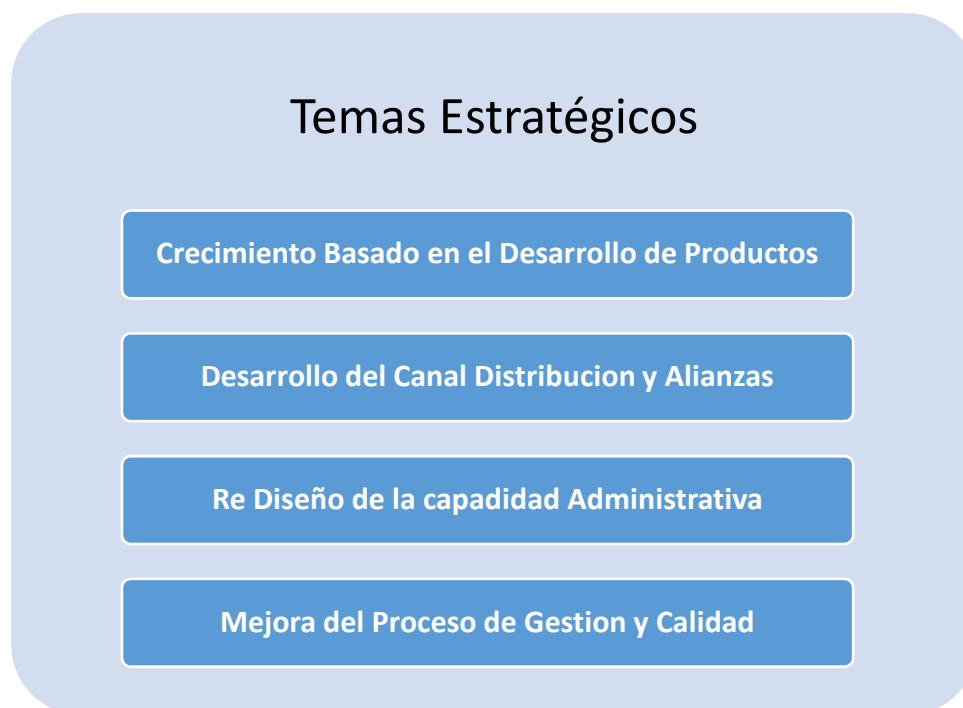 Temas Estratégicos
Crecimiento Basado en el Desarrollo de Productos
Desarrollo del Canal Distribucion y Alianzas
Re Diseño de la capadidad Administrativa
Mejora del Proceso de Gestion y Calidad